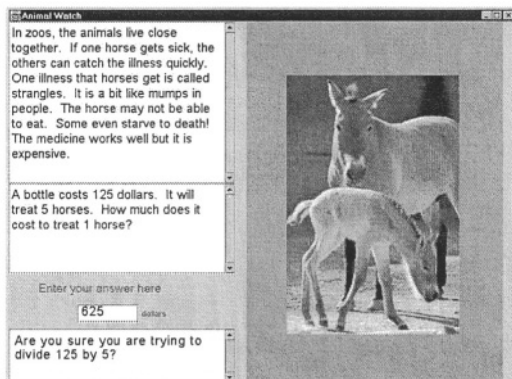 Animal Watch
In zoos, the animals live close
together. If one horse gets sick, the
others can catch the illness quickly.
One illness that horses get is called
strangles. It is a bit like mumps in
people. The horse may not be able
to eat. Some even starve to death!
The medicine works well but it is
expensive.
A bottle costs 125 dollars. It will
treat 5 horses. How much does it
cost to treat 1 horse?
Enter your answer here
625 dollars
Are you sure you are trying to
divide 125 by 5?